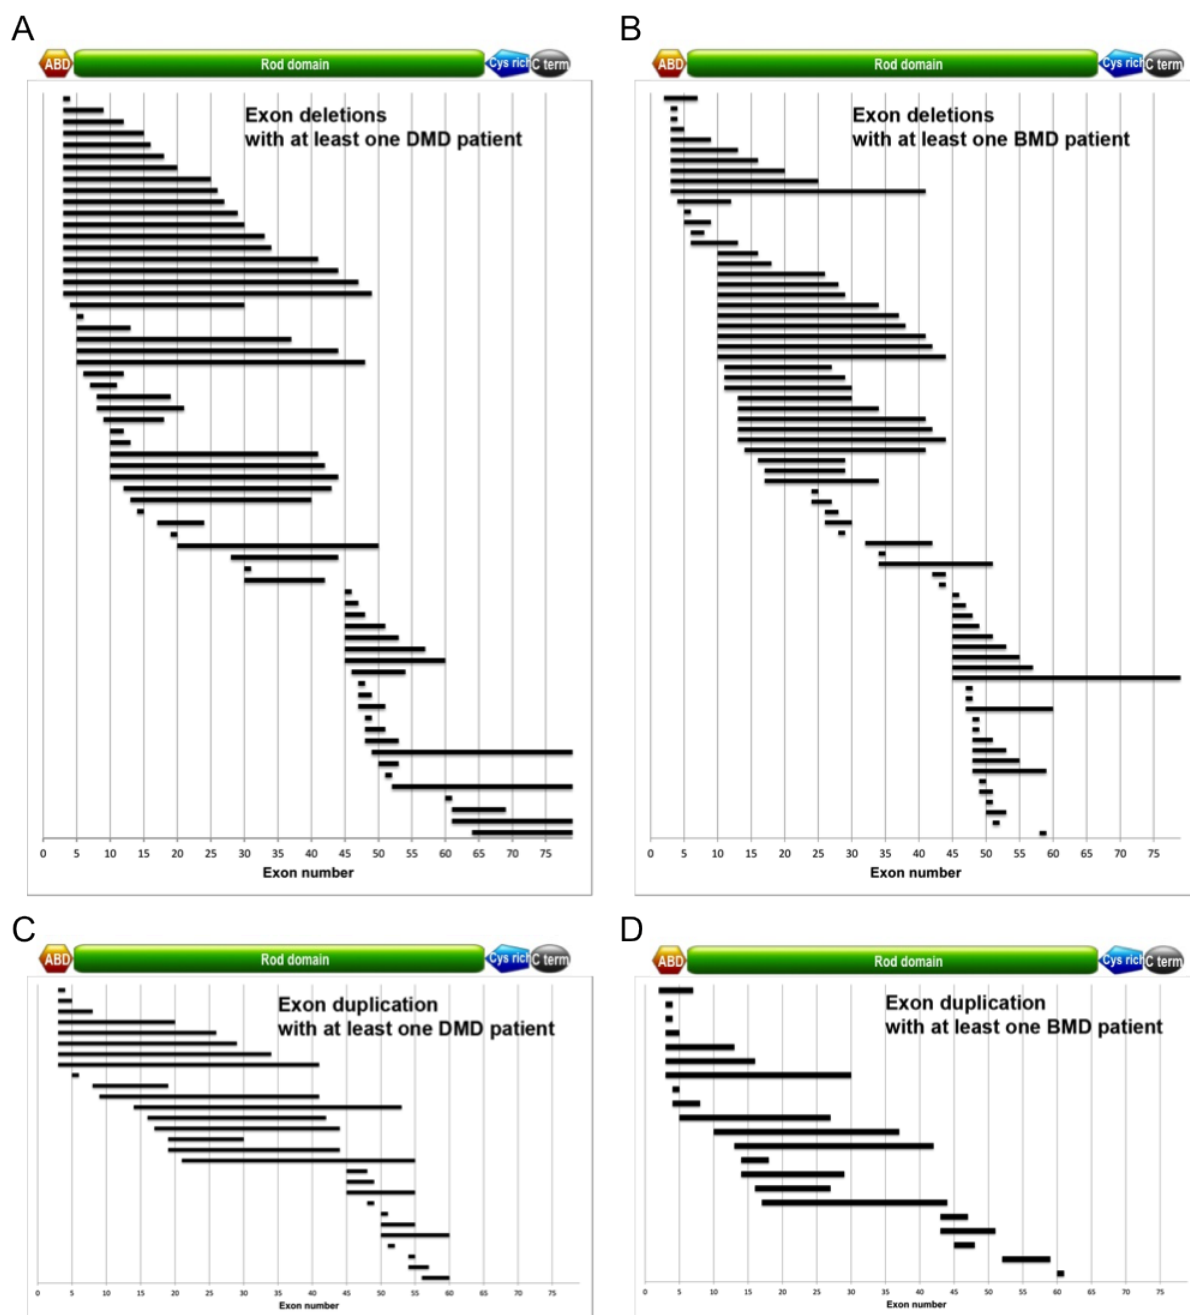 A
B
ABD Rod domain Cys rich C term
ABD Rod domain Cys rich C term
Exon deletions
with at least one DMD patient
Exon deletions
with at least one BMD patient
0 5 10 15 20 25 30 35 40 45 50 55 60 65 70 75
Exon number
0 5 10 15 20 25 30 35 40 45 50 55 60 65 70 75
Exon number
C
D
ABD Rod domain Cys rich C term
ABD Rod domain Cys rich C term
Exon duplication
with at least one DMD patient
Exon duplication
with at least one BMD patient
0 5 10 15 20 25 30 35 40 45 50 55 60 65 70 75
Exon number
0 5 10 15 20 25 30 35 40 45 50 55 60 65 70 75
Exon number